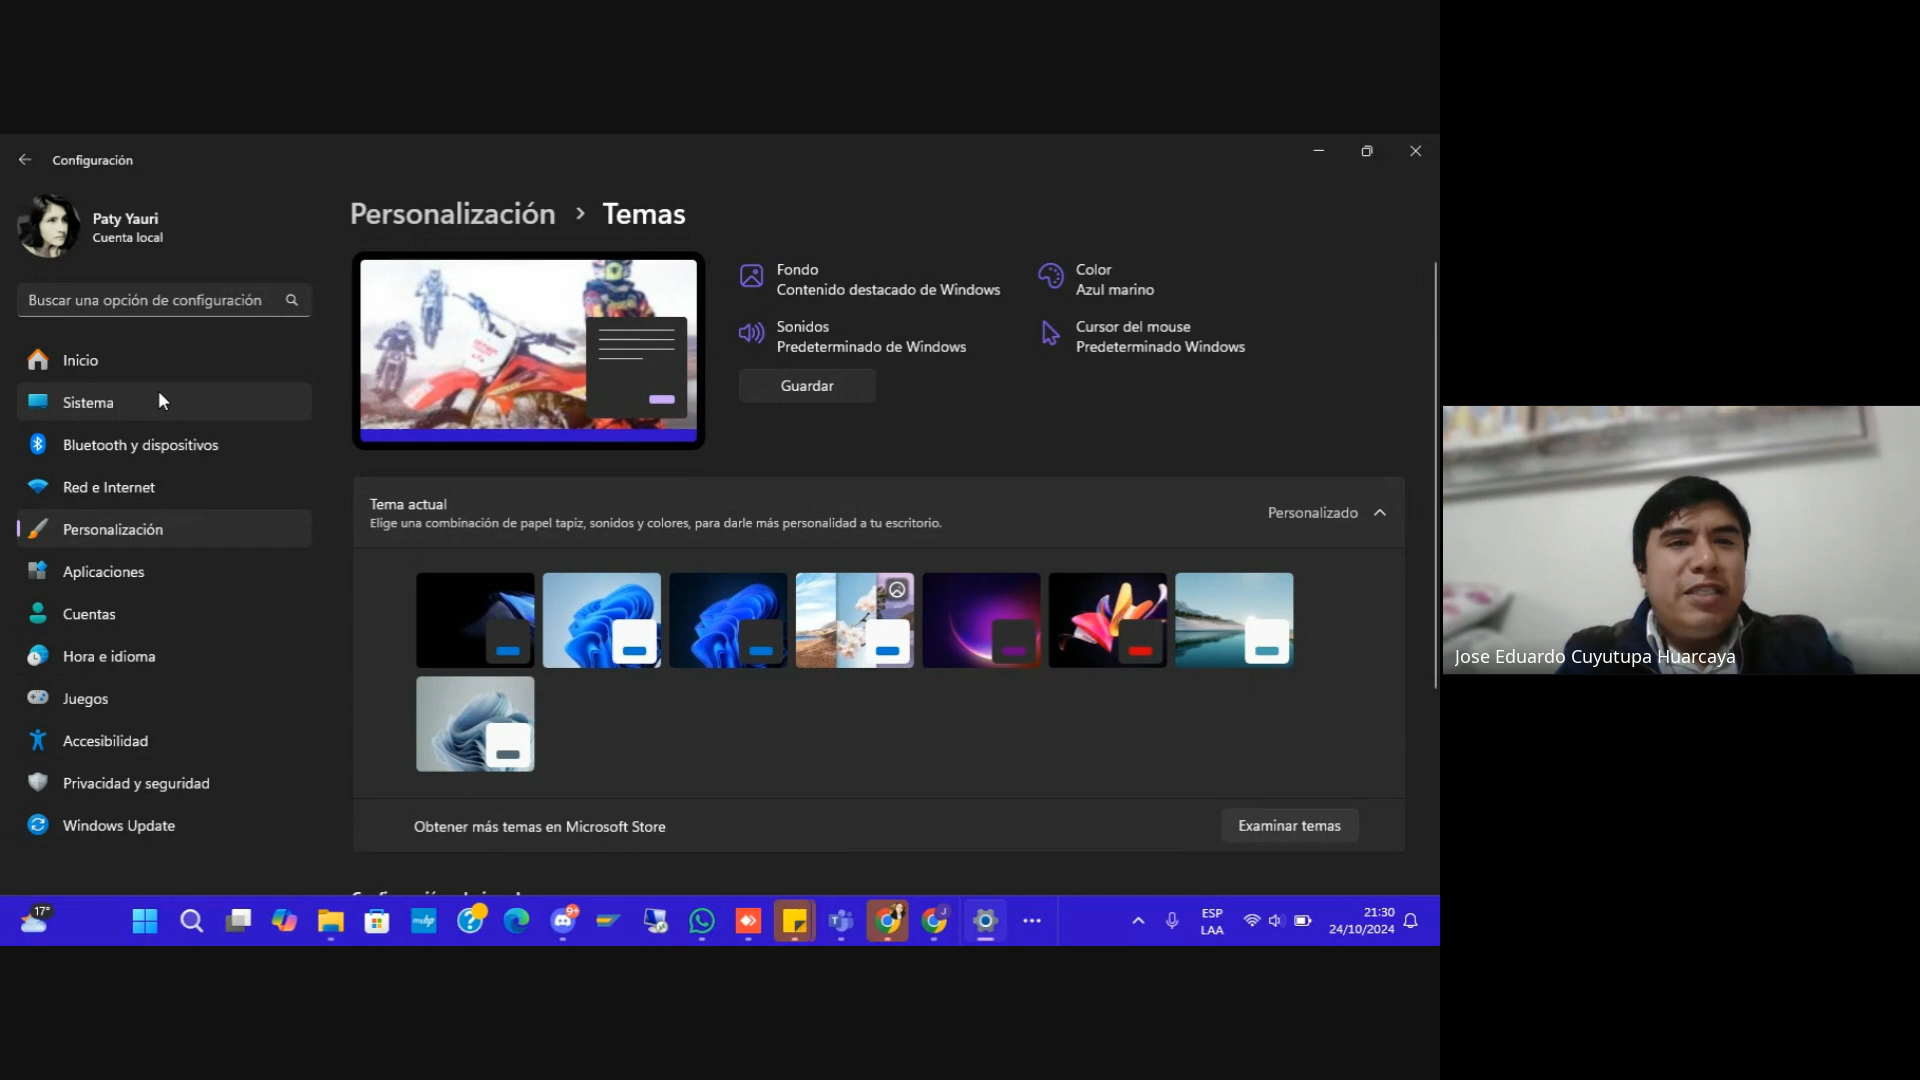 Configuración
Paty Yauri
Cuenta local
Buscar una opción de configuración
Inicio
Sistema
Bluetooth y dispositivos
Red e Internet
Personalización
Aplicaciones
Cuentas
Hora e idioma
Juegos
Accesibilidad
Privacidad y seguridad
Windows Update
Personalización > Temas
Fondo
Contenido destacado de Windows
Color
Azul marino
Sonidos
Predeterminado de Windows
Cursor del mouse
Predeterminado Windows
Guardar
Tema actual
Elige una combinación de papel tapiz, sonidos y colores, para darle más personalidad a tu escritorio.
Personalizado
Obtener más temas en Microsoft Store
Examinar temas
17°
myhp
9+
ESP
LAA
21:30
24/10/2024
Jose Eduardo Cuyutupa Huarcaya